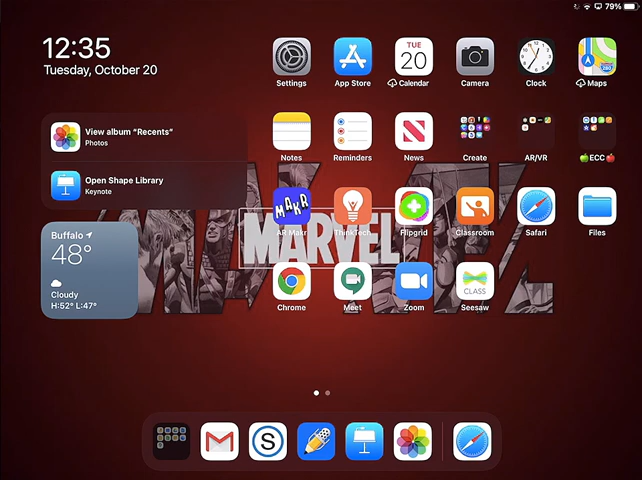 79%
12:35
Tuesday, October 20
TUE
20
280
Settings
App Store
Calendar
Camera
Clock
Maps
View album “Recents”
Photos
Open Shape Library
Keynote
Notes
Reminders
News
Create
AR/VR
ECC
MAKR
AR Makr
ThinkTech
Flipgrid
Classroom
Safari
Files
MARVEL
Buffalo
48°
Cloudy
H:52° L:47°
CLASS
Chrome
Meet
Zoom
Seesaw
S